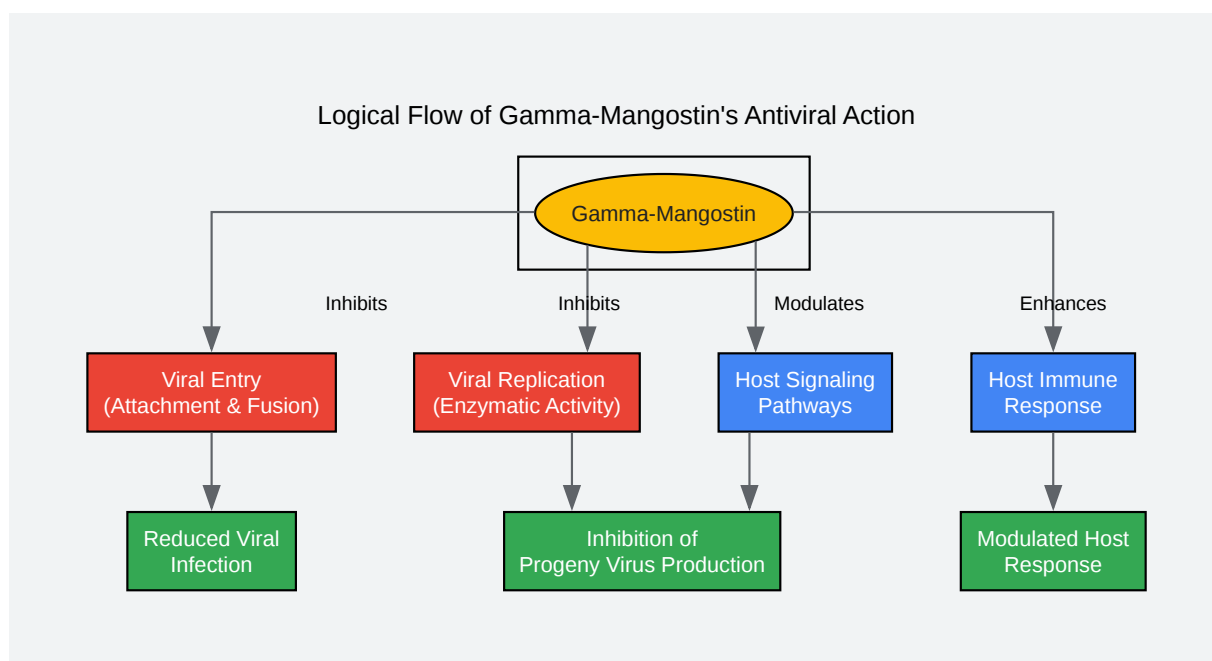 Logical Flow of Gamma-Mangostin's Antiviral Action
Gamma-Mangostin
Inhibits
Inhibits
Modulates
Enhances
Viral Entry
(Attachment & Fusion)
Viral Replication
(Enzymatic Activity)
Host Signaling
Pathways
Host Immune
Response
Reduced Viral
Infection
Inhibition of
Progeny Virus Production
Modulated Host
Response